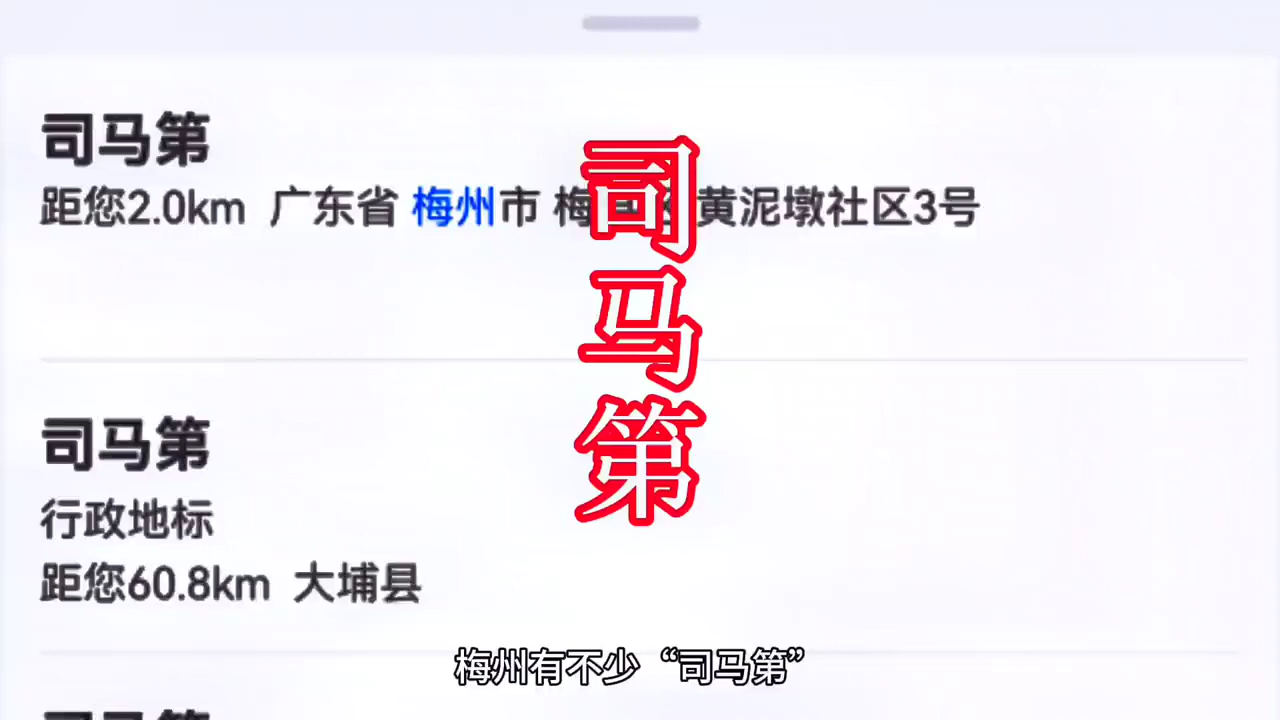 司马第
距您2.0km 广东省 梅州市 梅 区 黄泥墩社区3号
司马第
司马第
行政地标
距您60.8km 大埔县
梅州有不少“司马第”